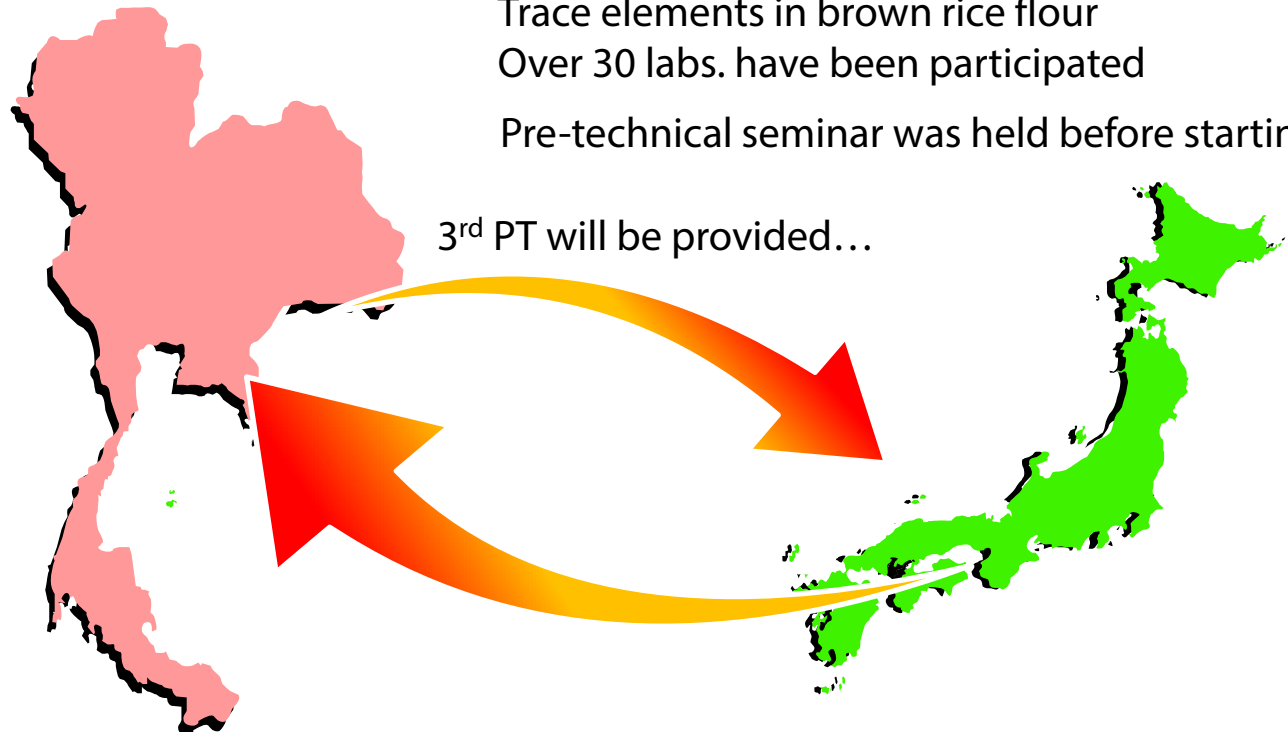 Trace elements in brown rice flour
Over 30 labs. have been participated
Pre-technical seminar was held before
3rd PT will be provided…